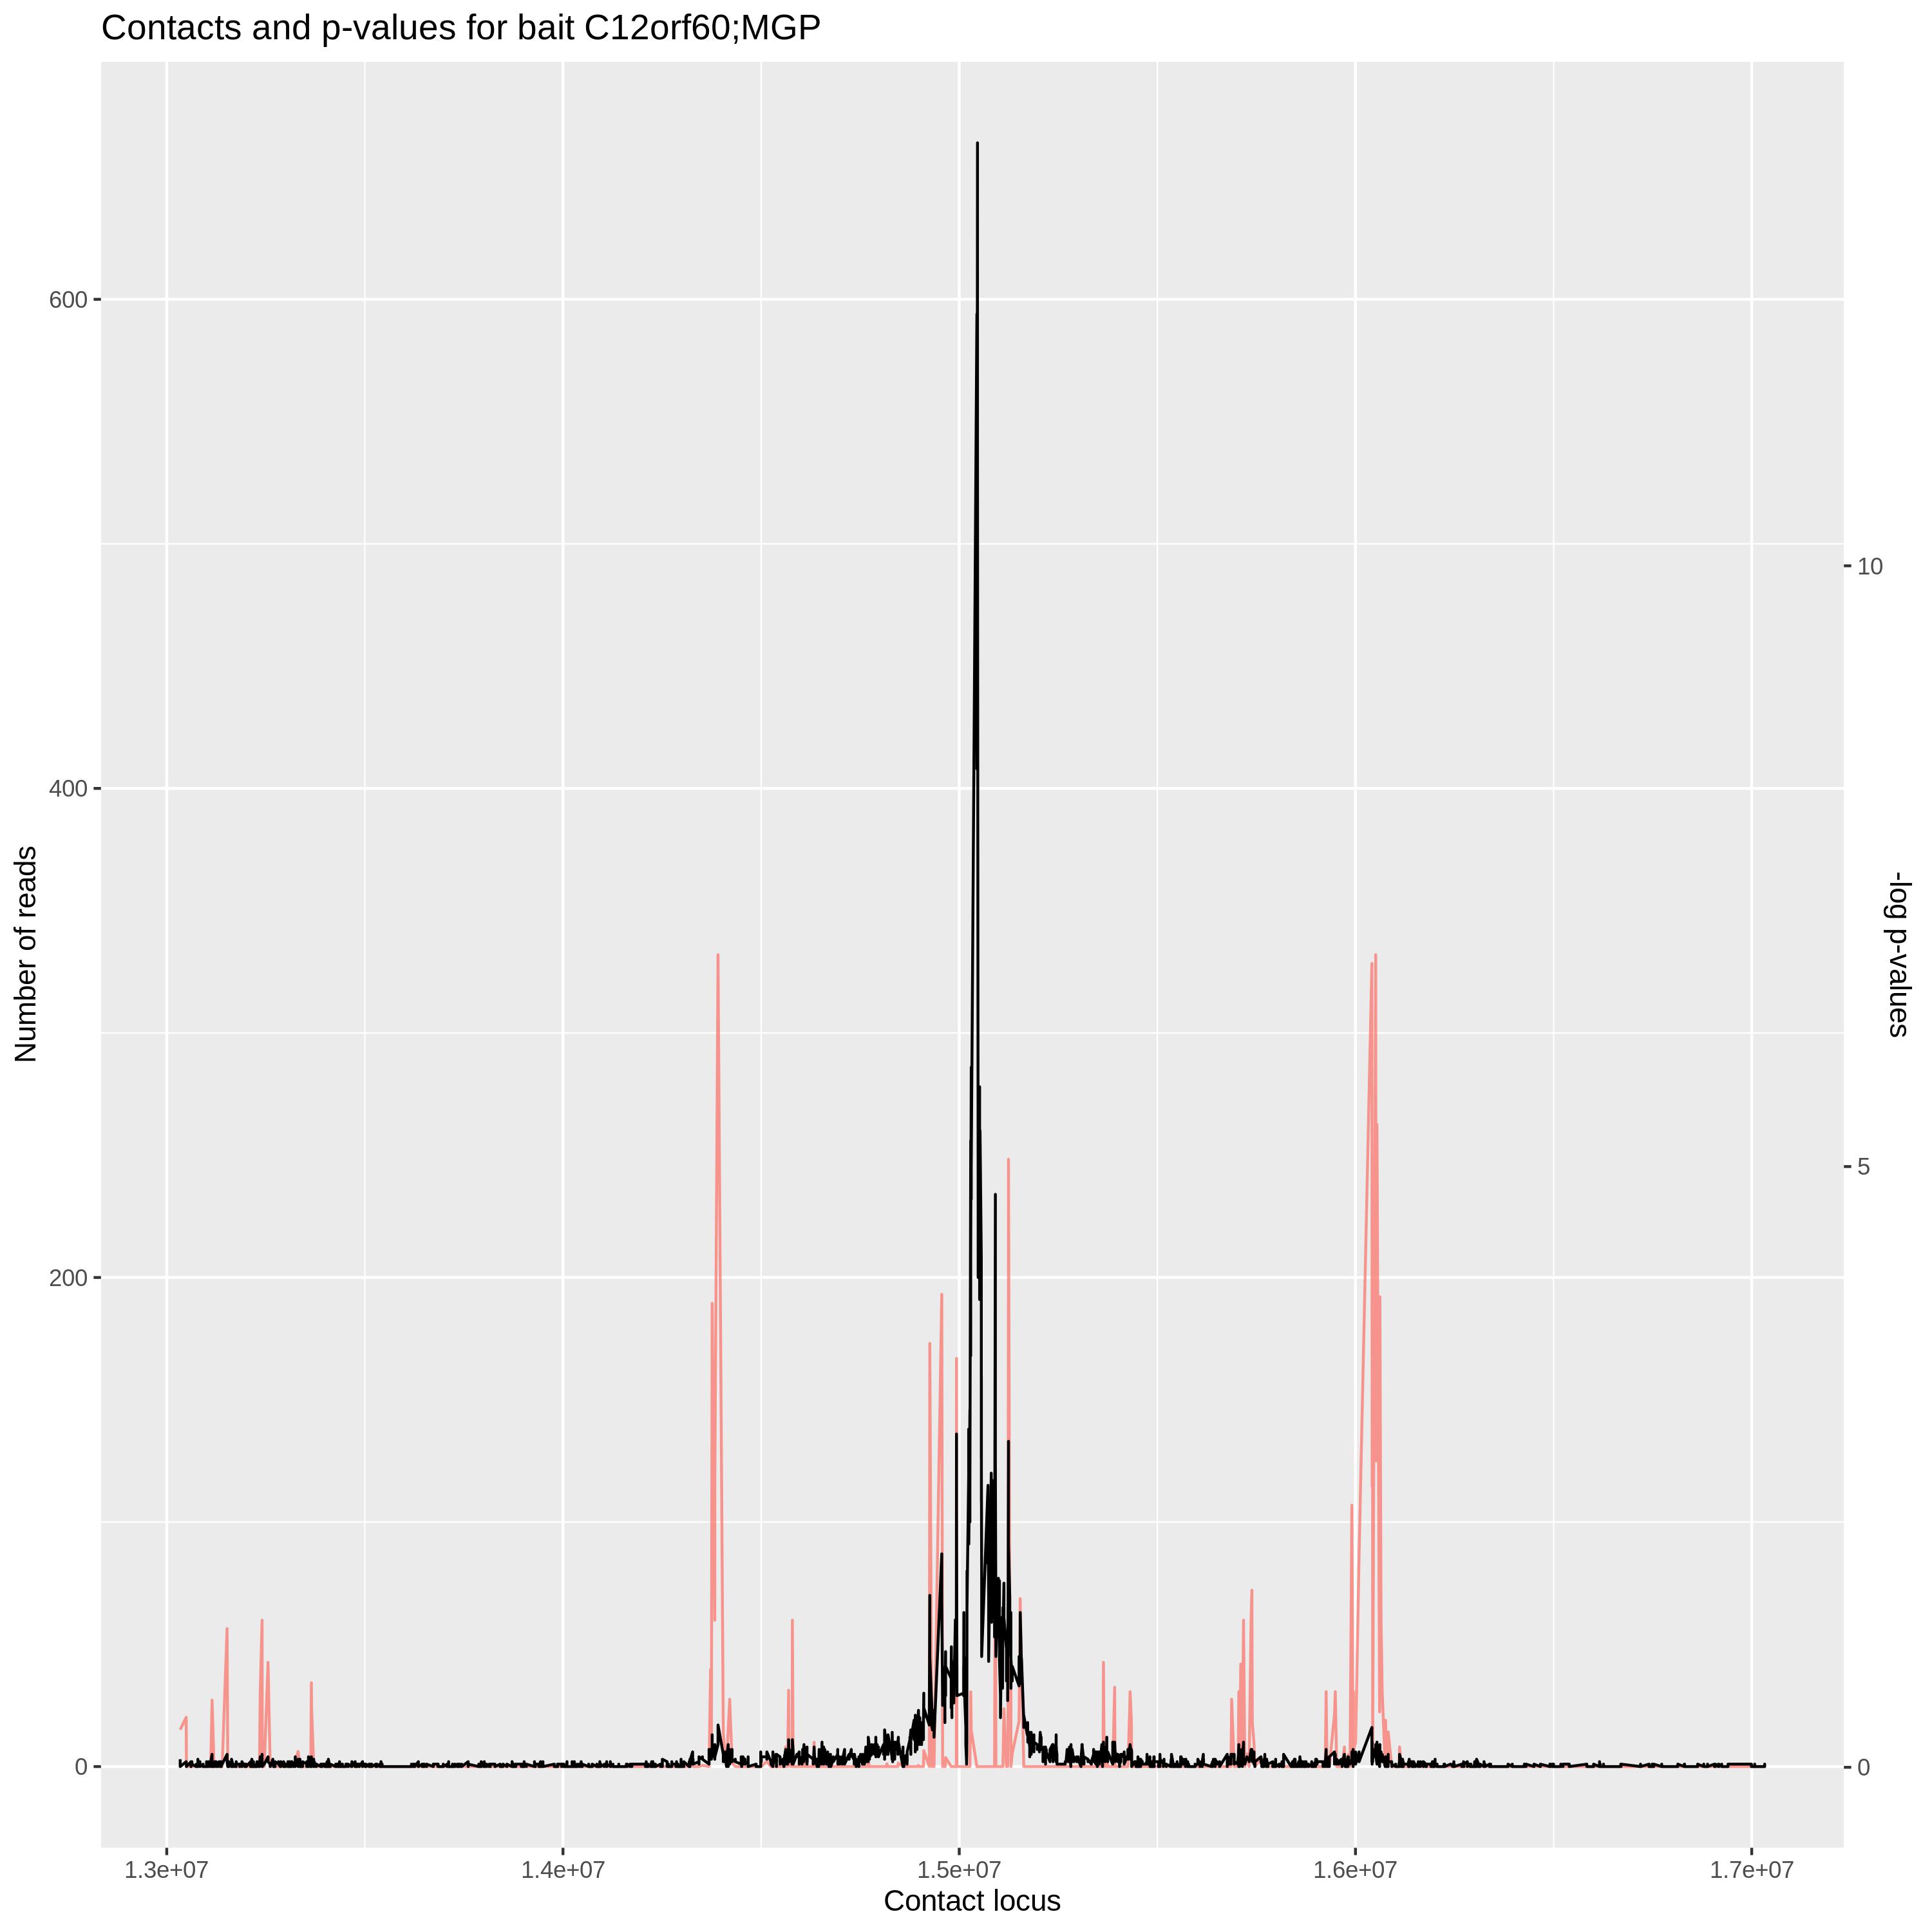 Contacts and p-values for bait C12orf60;MGP
600
400
200
0
Number of reads
10
5
0
-log p-values
1.3e+07
1.4e+07
1.5e+07
1.6e+07
1.7e+07
Contact locus